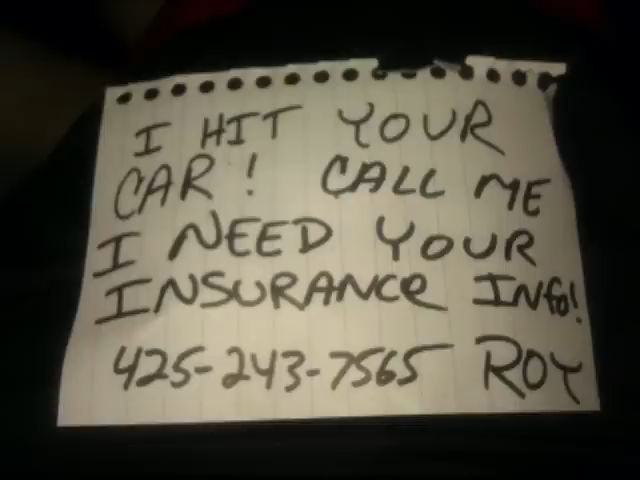 I HIT YOUR
CAR! CALL ME
I NEED YOUR
INSURANCE INfo!
425-243-7565 ROY